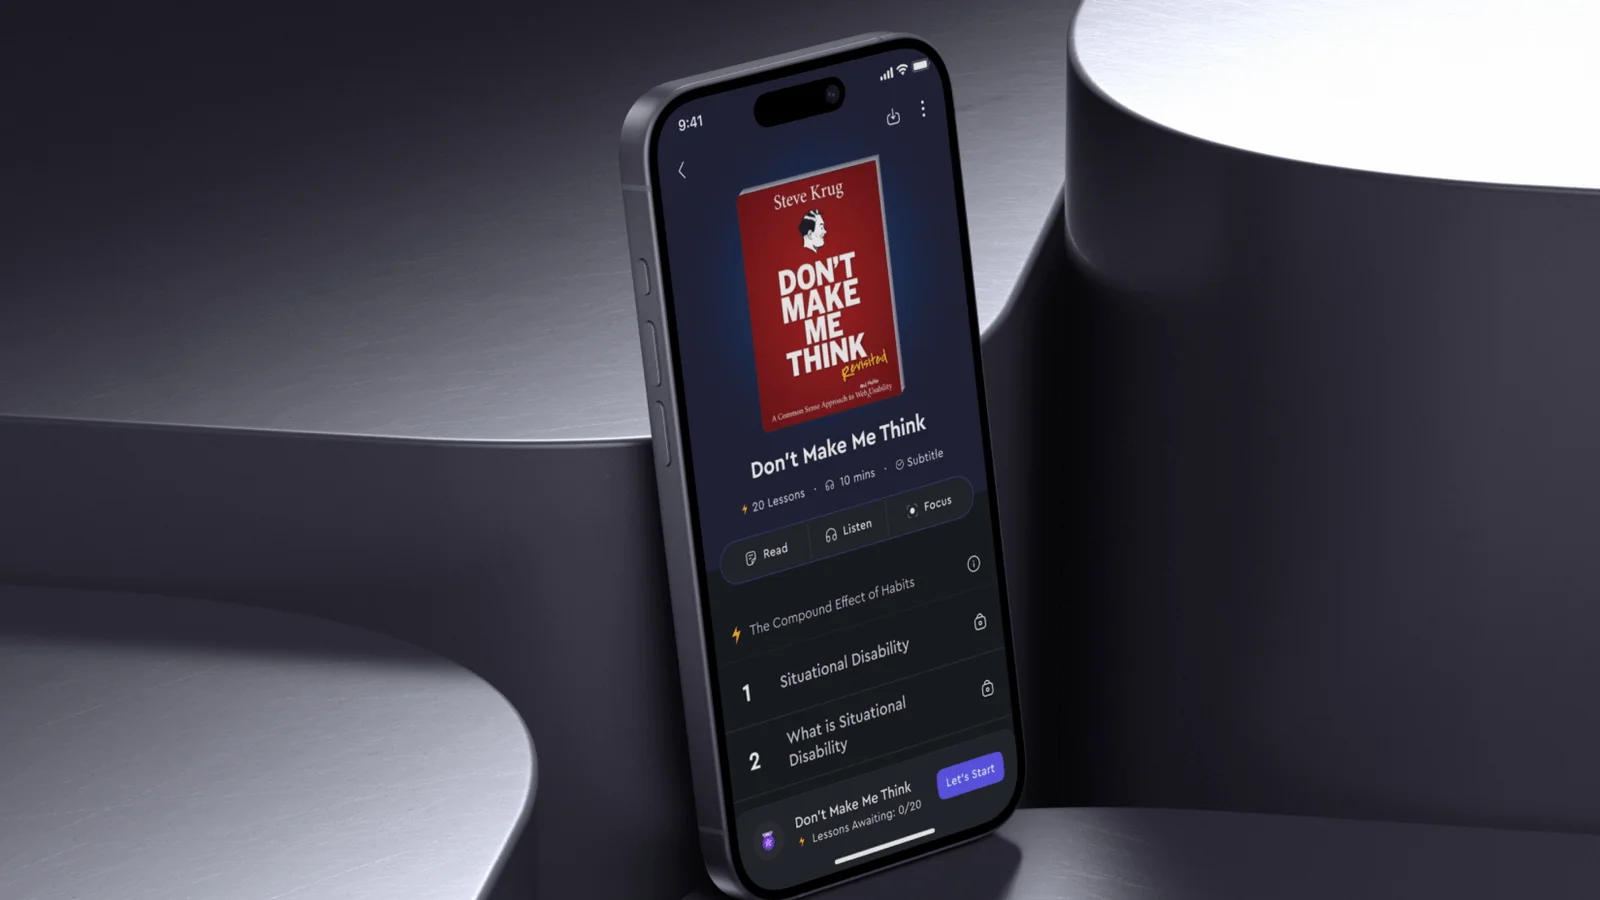 9:41
Steve Krug
DON'T
MAKE
ME
THINK
Revisited
and Mobile
A Common Sense Approach to Web Usability
Don't Make Me Think
20 Lessons · 10 mins · Subtitle
Read Listen Focus
The Compound Effect of Habits
1 Situational Disability
2 What is Situational
Disability
Don't Make Me Think
Lessons Awaiting: 0/20
Let's Start